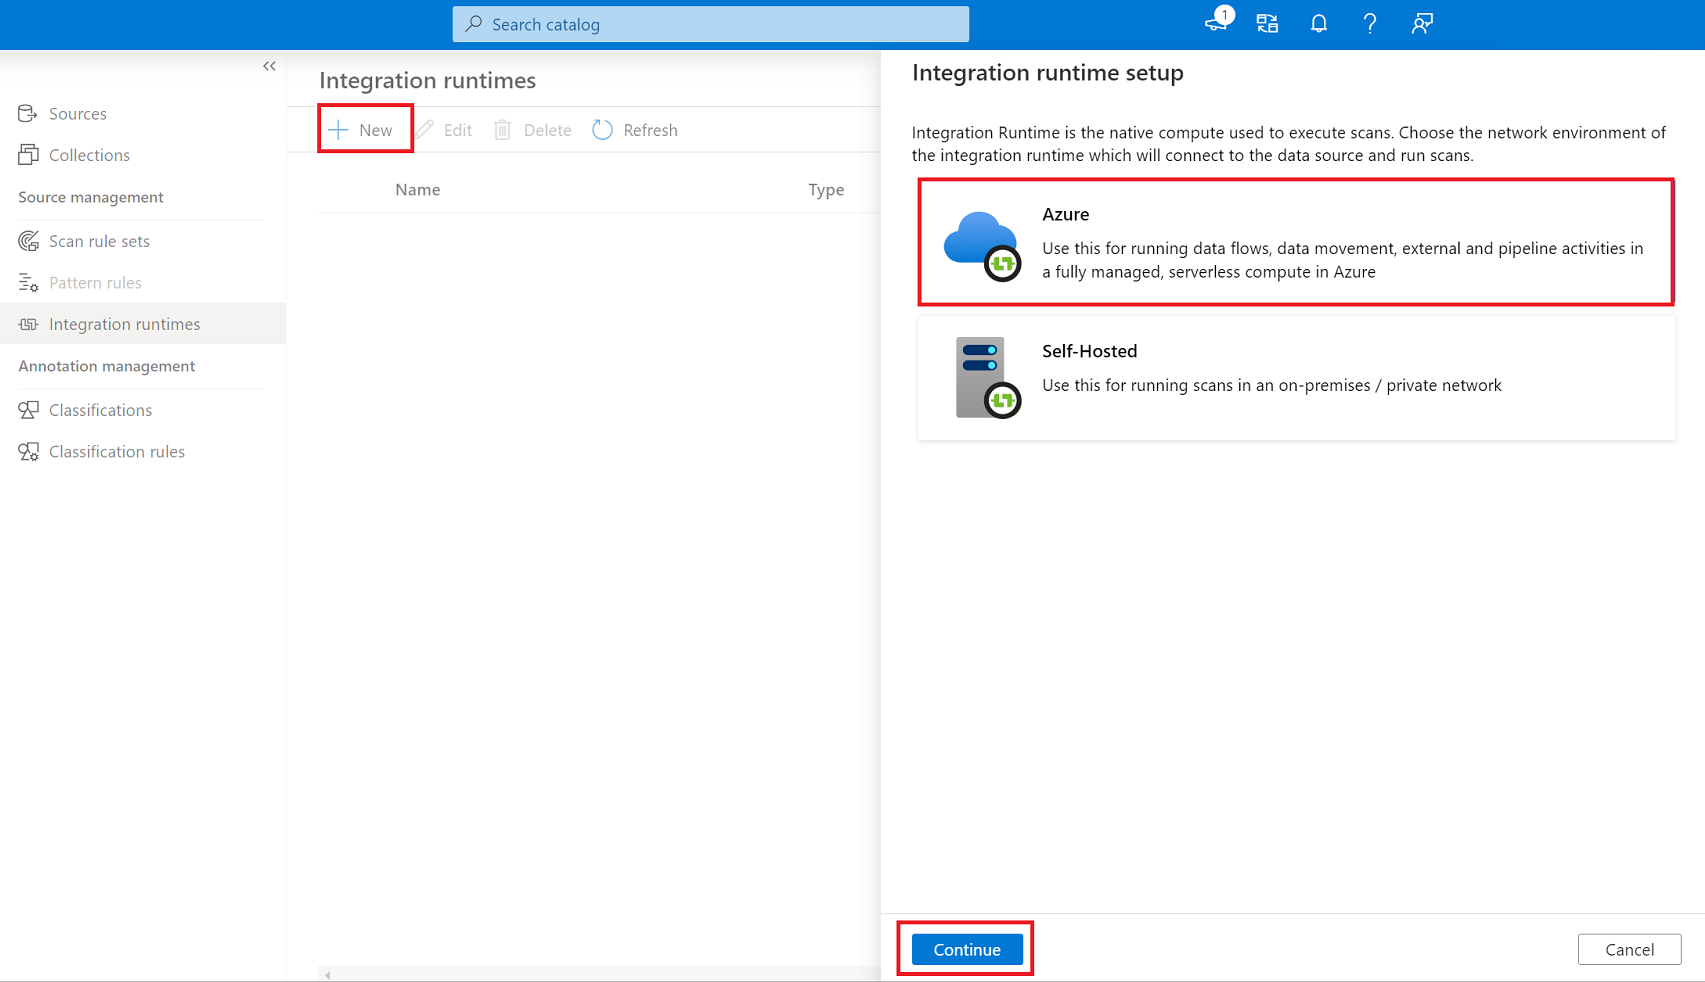 Search catalog
1
Integration runtimes
Integration runtime setup
Sources
Collections
Source management
Scan rule sets
Pattern rules
Integration runtimes
Annotation management
Classifications
Classification rules
New Edit Delete Refresh
Name Type
Integration Runtime is the native compute used to execute scans. Choose the network environment of
the integration runtime which will connect to the data source and run scans.
Azure
Use this for running data flows, data movement, external and pipeline activities in
a fully managed, serverless compute in Azure
Self-Hosted
Use this for running scans in an on-premises / private network
Continue Cancel